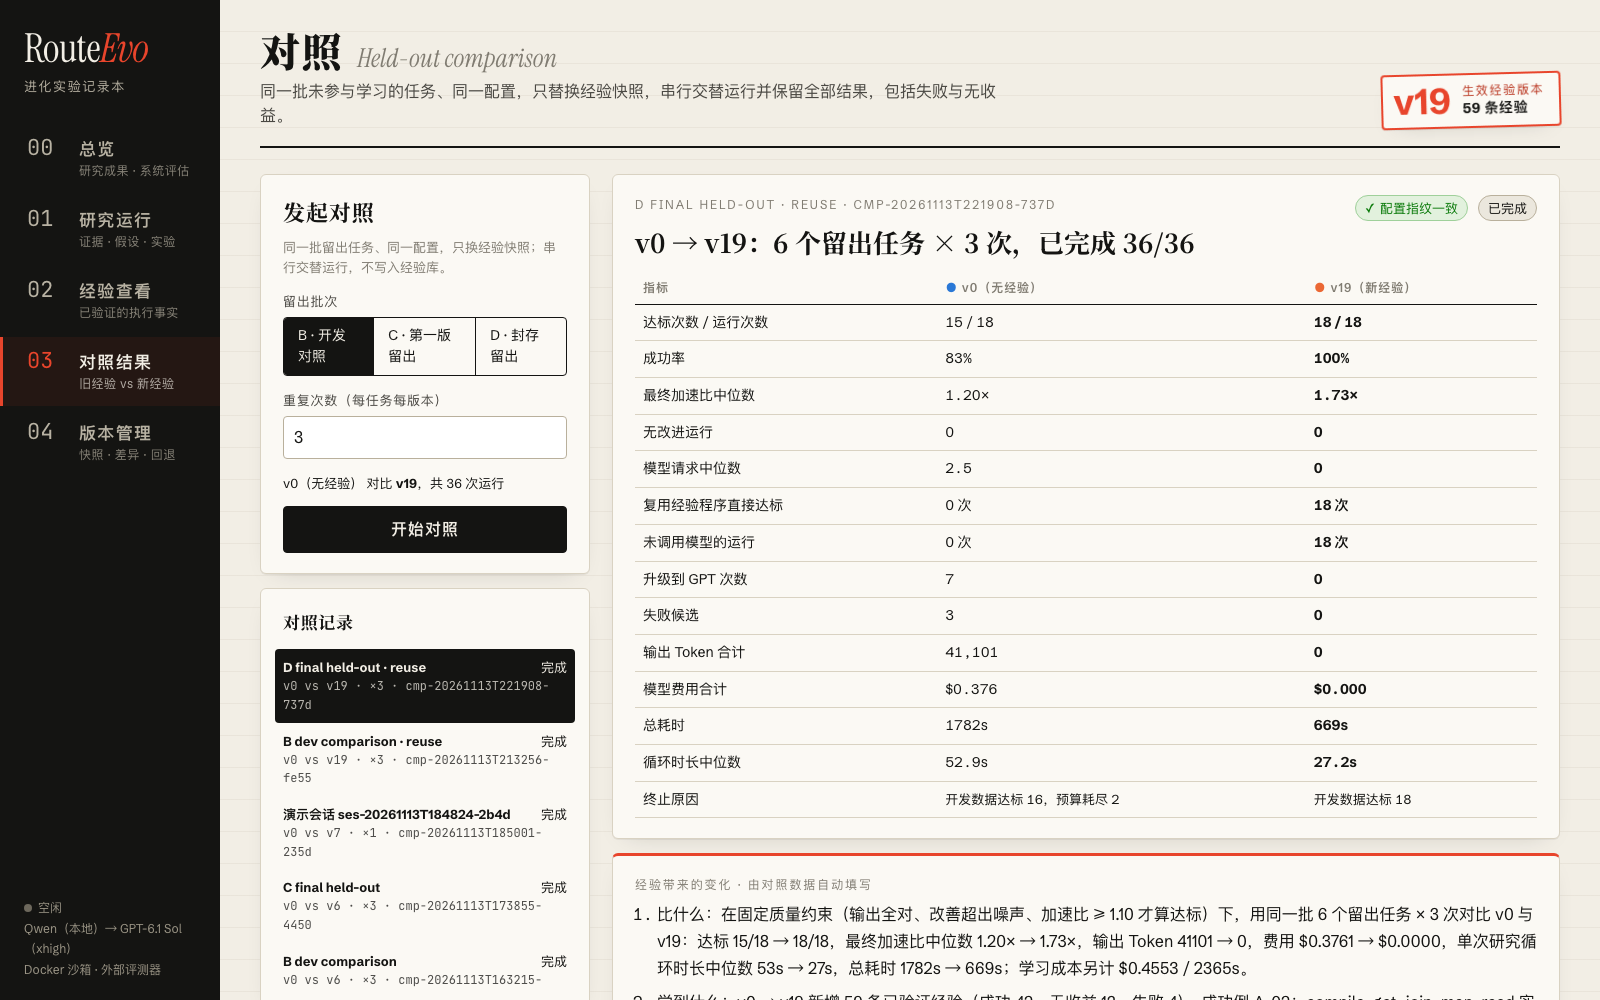 RouteEvo
进化实验记录本
00 总览
研究成果 · 系统评估
01 研究运行
证据 · 假设 · 实验
02 经验查看
已验证的执行事实
03 对照结果
旧经验 vs 新经验
04 版本管理
快照 · 差异 · 回退
空闲
Qwen（本地）→ GPT-6.1 Sol
（xhigh）
Docker 沙箱 · 外部评测器
对照 Held-out comparison
同一批未参与学习的任务、同一配置，只替换经验快照，串行交替运行并保留全部结果，包括失败与无收
益。
v19 生效经验版本
59 条经验
发起对照
同一批留出任务、同一配置，只换经验快照；串
行交替运行，不写入经验库。
留出批次
B · 开发
对照
C · 第一版
留出
D · 封存
留出
重复次数（每任务每版本）
3
v0（无经验） 对比 v19，共 36 次运行
开始对照
对照记录
D final held-out · reuse 完成
v0 vs v19 · ×3 · cmp-20261113T221908-
737d
B dev comparison · reuse 完成
v0 vs v19 · ×3 · cmp-20261113T213256-
fe55
演示会话 ses-20261113T184824-2b4d 完成
v0 vs v7 · ×1 · cmp-20261113T185001-
235d
C final held-out 完成
v0 vs v6 · ×3 · cmp-20261113T173855-
4450
B dev comparison 完成
v0 vs v6 · ×3 · cmp-20261113T163215-
D FINAL HELD-OUT · REUSE · CMP-20261113T221908-737D
✓ 配置指纹一致 已完成
v0 → v19：6 个留出任务 × 3 次，已完成 36/36
指标 v0（无经验） v19（新经验）
达标次数 / 运行次数 15 / 18 18 / 18
成功率 83% 100%
最终加速比中位数 1.20× 1.73×
无改进运行 0 0
模型请求中位数 2.5 0
复用经验程序直接达标 0 次 18 次
未调用模型的运行 0 次 18 次
升级到 GPT 次数 7 0
失败候选 3 0
输出 Token 合计 41,101 0
模型费用合计 $0.376 $0.000
总耗时 1782s 669s
循环时长中位数 52.9s 27.2s
终止原因 开发数据达标 16，预算耗尽 2 开发数据达标 18
经验带来的变化 · 由对照数据自动填写
1. 比什么：在固定质量约束（输出全对、改善超出噪声、加速比 ≥ 1.10 才算达标）下，用同一批 6 个留出任务 × 3 次对比 v0 与
v19：达标 15/18 → 18/18，最终加速比中位数 1.20× → 1.73×，输出 Token 41101 → 0，费用 $0.3761 → $0.0000，单次研究循
环时长中位数 53s → 27s，总耗时 1782s → 669s；学习成本另计 $0.4553 / 2365s。